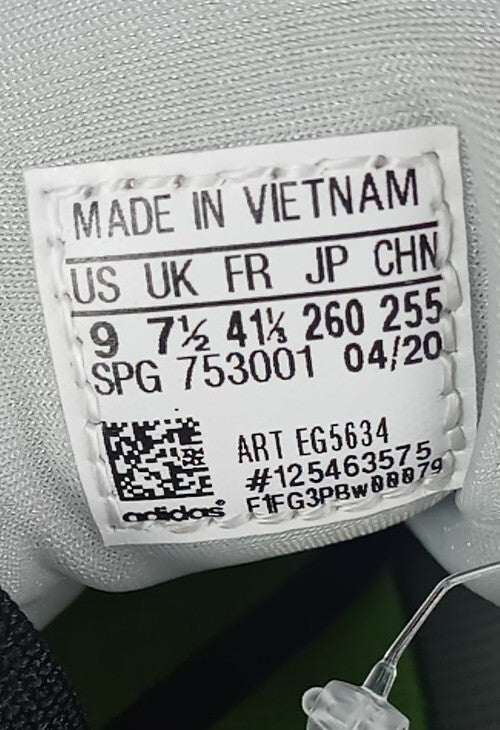 MADE IN VIETNAM
US UK FR JP CHN
9 7½ 41⅓ 260 255
SPG 753001 04/20
ART EG5634
#125463575
F1FG3PBw00079
adidas®